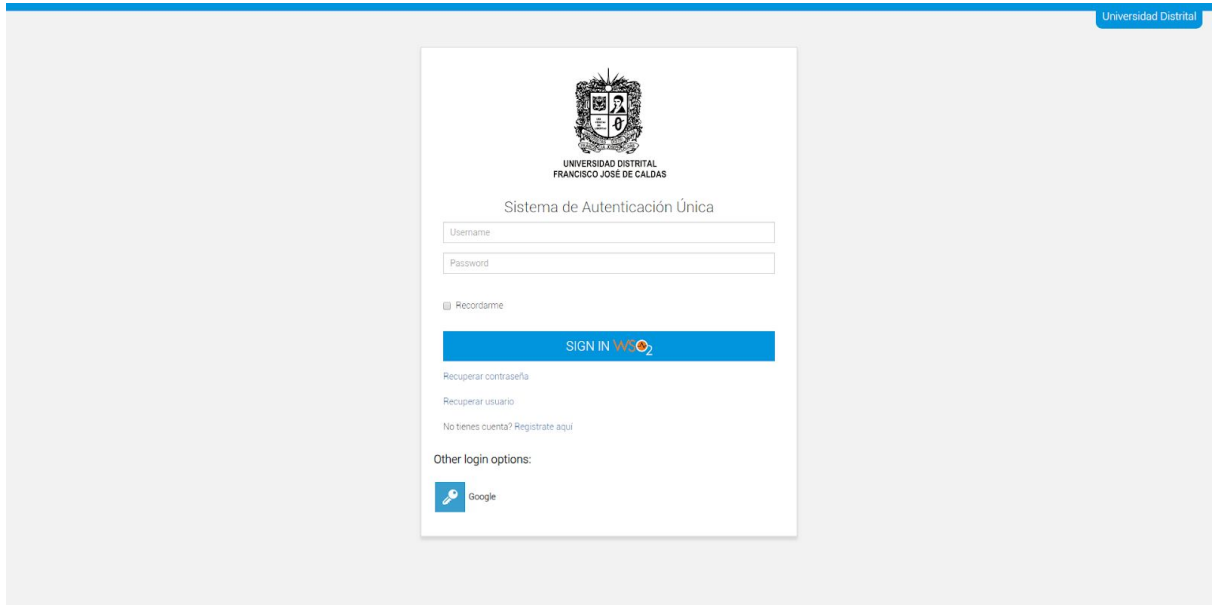 Universidad Distrital
UNIVERSIDAD DISTRITAL
FRANCISCO JOSÉ DE CALDAS
Sistema de Autenticación Única
Username
Password
Recordarme
SIGN IN WSO2
Recuperar contraseña
Recuperar usuario
No tienes cuenta? Registrate aquí
Other login options:
Google